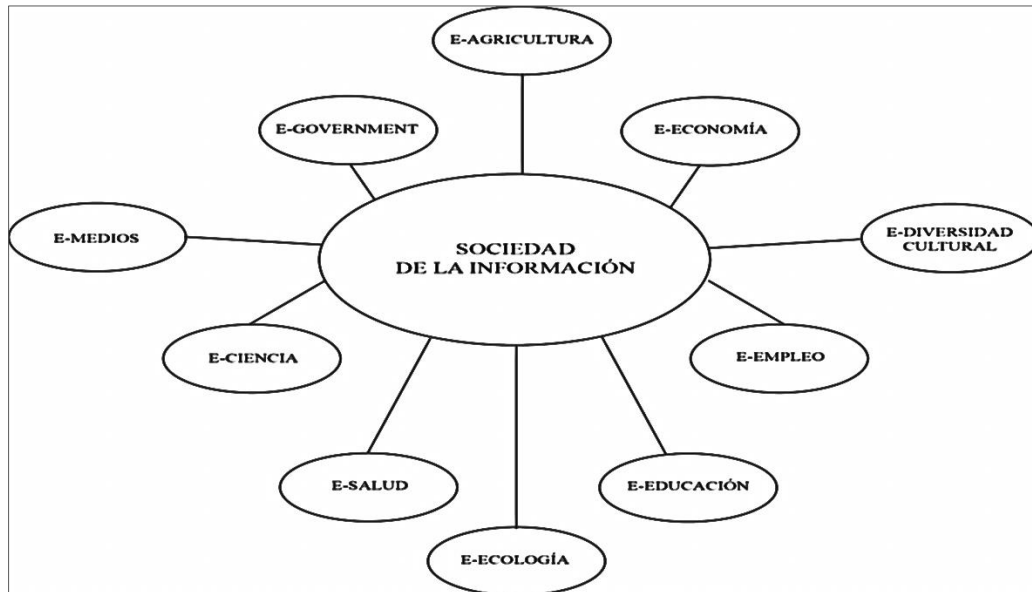 E-AGRICULTURA
E-GOVERNMENT
E-ECONOMÍA
E-MEDIOS
SOCIEDAD
DE LA INFORMACIÓN
E-DIVERSIDAD
CULTURAL
E-CIENCIA
E-EMPLEO
E-SALUD
E-EDUCACIÓN
E-ECOLOGÍA